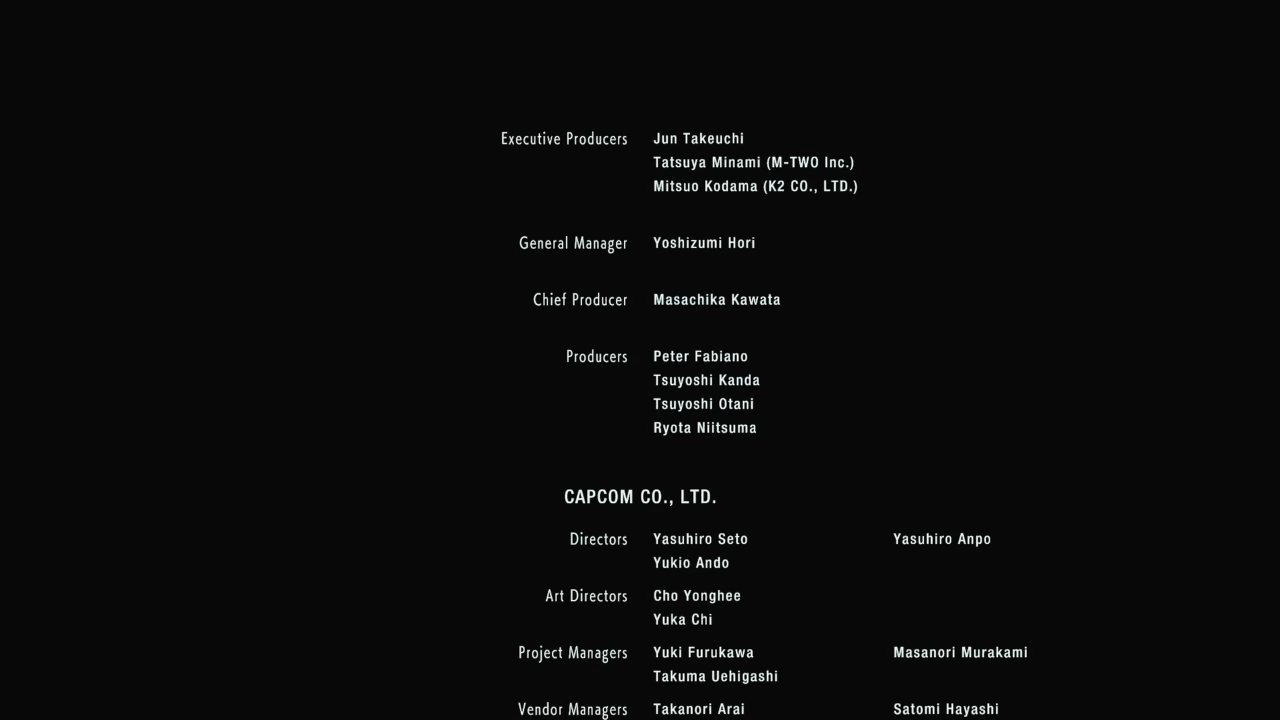 Executive Producers Jun Takeuchi
Tatsuya Minami (M-TWO Inc.)
Mitsuo Kodama (K2 CO., LTD.)
General Manager Yoshizumi Hori
Chief Producer Masachika Kawata
Producers Peter Fabiano
Tsuyoshi Kanda
Tsuyoshi Otani
Ryota Niitsuma
CAPCOM CO., LTD.
Directors Yasuhiro Seto Yasuhiro Anpo
Yukio Ando
Art Directors Cho Yonghee
Yuka Chi
Project Managers Yuki Furukawa Masanori Murakami
Takuma Uehigashi
Vendor Managers Takanori Arai Satomi Hayashi